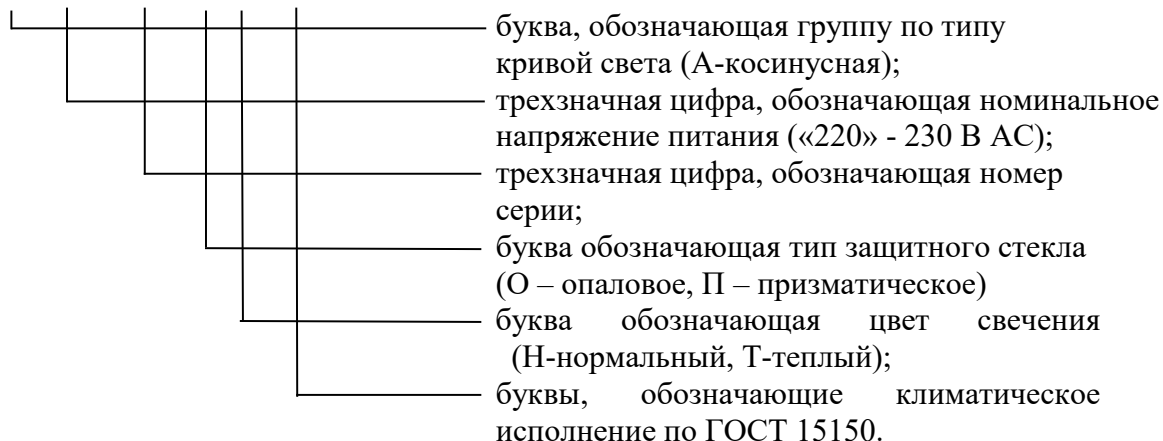 буква, обозначающая группу по типу
кривой света (А-косинусная);
трехзначная цифра, обозначающая номинальное
напряжение питания («220» - 230 В АС);
трехзначная цифра, обозначающая номер
серии;
буква обозначающая тип защитного стекла
(О – опаловое, П – призматическое)
буква обозначающая цвет свечения
(Н-нормальный, Т-теплый);
буквы, обозначающие климатическое
исполнение по ГОСТ 15150.